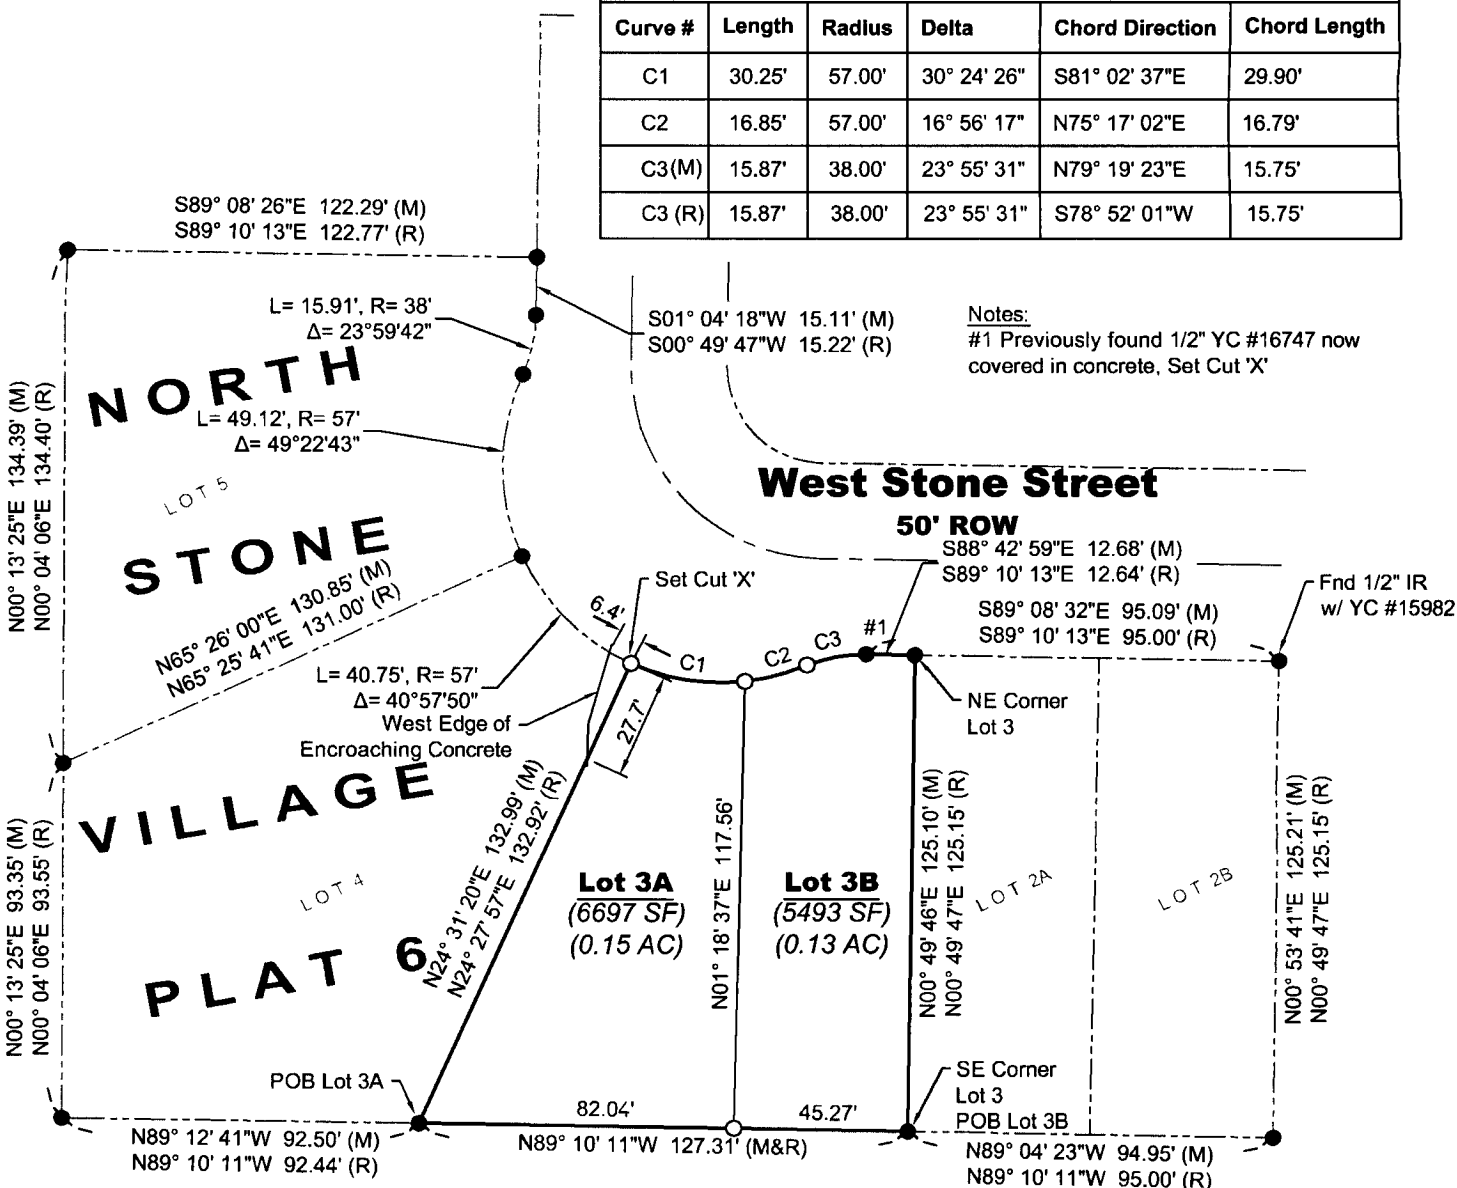 Curve # Length Radius Delta Chord Direction Chord Length
C1 30.25' 57.00' 30° 24' 26" S81° 02' 37"E 29.90'
C2 16.85' 57.00' 16° 56' 17" N75° 17' 02"E 16.79'
C3(M) 15.87' 38.00' 23° 55' 31" N79° 19' 23"E 15.75'
C3 (R) 15.87' 38.00' 23° 55' 31" S78° 52' 01"W 15.75'
S89° 08' 26"E 122.29' (M)
S89° 10' 13"E 122.77' (R)
L= 15.91', R= 38'
Δ= 23°59'42"
S01° 04' 18"W 15.11' (M)
S00° 49' 47"W 15.22' (R)
Notes:
#1 Previously found 1/2" YC #16747 now
covered in concrete, Set Cut 'X'
NORTH
L= 49.12', R= 57'
Δ= 49°22'43"
N00° 13' 25"E 134.39' (M)
N00° 04' 06"E 134.40' (R)
LOT 5
West Stone Street
50' ROW
STONE
N65° 26' 00"E 130.85' (M)
N65° 25' 41"E 131.00' (R)
S88° 42' 59"E 12.68' (M)
S89° 10' 13"E 12.64' (R)
Set Cut 'X'
Fnd 1/2" IR
w/ YC #15982
6.4'
S89° 08' 32"E 95.09' (M)
S89° 10' 13"E 95.00' (R)
C1
C2
C3
#1
L= 40.75', R= 57'
Δ= 40°57'50"
West Edge of
Encroaching Concrete
27.7'
NE Corner
Lot 3
VILLAGE
N00° 13' 25"E 93.35' (M)
N00° 04' 06"E 93.55' (R)
LOT 4
N24° 31' 20"E 132.99' (M)
N24° 27' 57"E 132.92' (R)
Lot 3A
(6697 SF)
(0.15 AC)
N01° 18' 37"E 117.56'
Lot 3B
(5493 SF)
(0.13 AC)
N00° 49' 46"E 125.10' (M)
N00° 49' 47"E 125.15' (R)
LOT 2A
LOT 2B
N00° 53' 41"E 125.21' (M)
N00° 49' 47"E 125.15' (R)
PLAT 6
POB Lot 3A
SE Corner
Lot 3
POB Lot 3B
82.04'
45.27'
N89° 12' 41"W 92.50' (M)
N89° 10' 11"W 92.44' (R)
N89° 10' 11"W 127.31' (M&R)
N89° 04' 23"W 94.95' (M)
N89° 10' 11"W 95.00' (R)